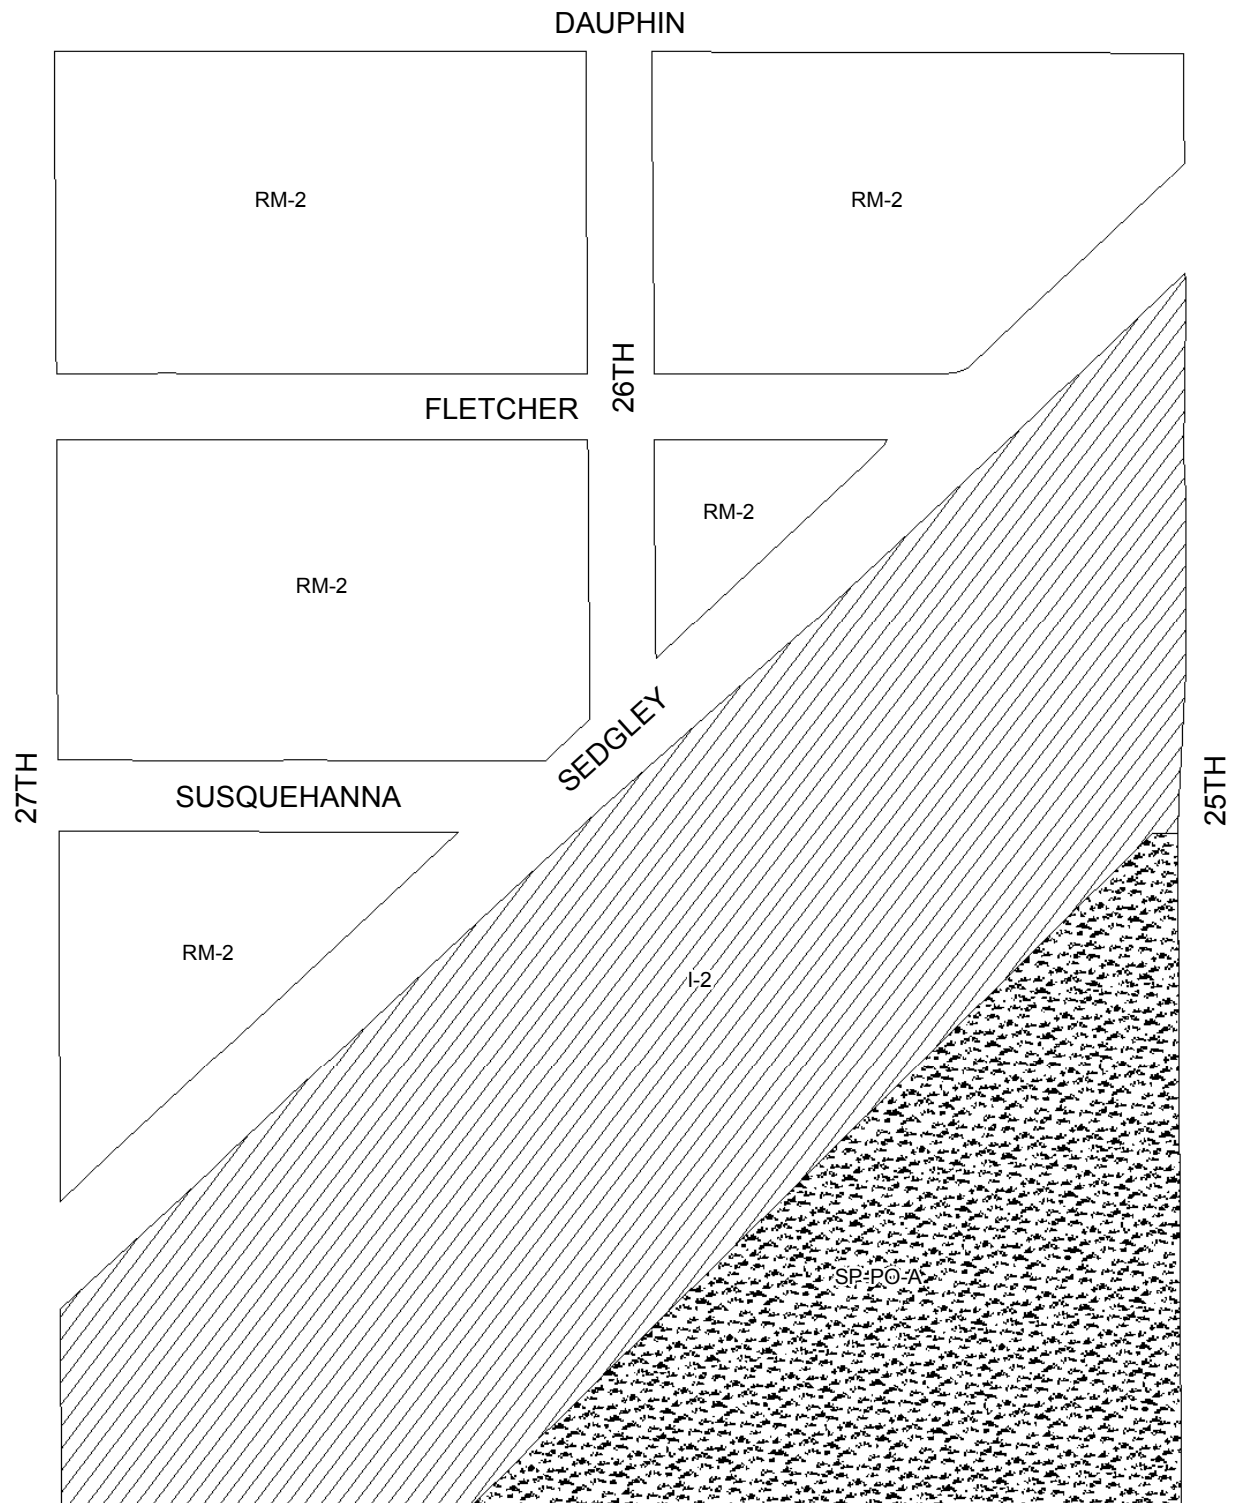 DAUPHIN
RM-2
RM-2
26TH
FLETCHER
RM-2
RM-2
SEDGLEY
27TH
SUSQUEHANNA
25TH
RM-2
I-2
SP-PO-A